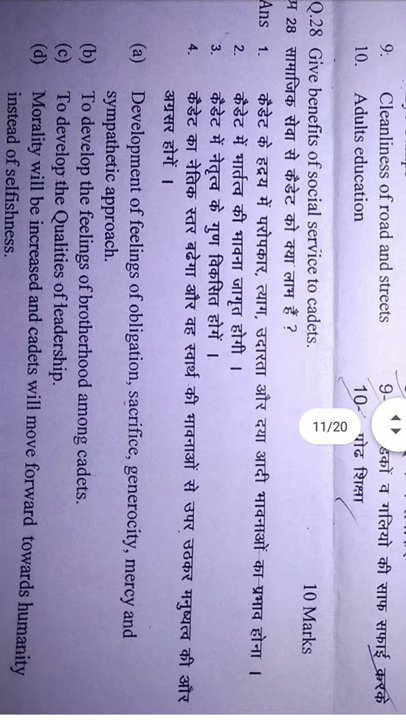 9. Cleanliness of road and streets
9- ड़कों व गलियो की साफ सफाई करके
10. Adults education
10- प्रौढ शिक्षा
11/20
Q.28 Give benefits of social service to cadets. 10 Marks
28 सामाजिक सेवा से कैडेट को क्या लाभ हैं ?
Ans 1. कैडेट के हृदय में परोपकार, त्याग, उदारता और दया आदी भावनाओं का प्रभाव होना ।
2. कैडेट में भार्तत्व की भावना जागृत होगी ।
3. कैडेट में नेतृत्व के गुण विकसित होगें ।
4. कैडेट का नैतिक स्तर बढेगा और वह स्वार्थ की भावनाओं से उपर उठकर मनुष्यत्व की और
अग्रसर होगें ।
(a) Development of feelings of obligation, sacrifice, generocity, mercy and
sympathetic approach.
(b) To develop the feelings of brotherhood among cadets.
(c) To develop the Qualities of leadership.
(d) Morality will be increased and cadets will move forward towards humanity
instead of selfishness.